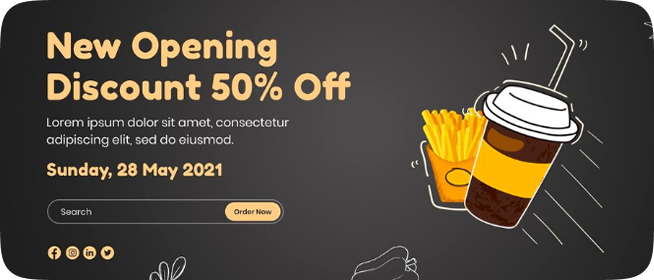 New Opening
Discount 50% Off
Lorem ipsum dolor sit amet, consectetur
adipiscing elit, sed do eiusmod.
Sunday, 28 May 2021
Search
Order Now